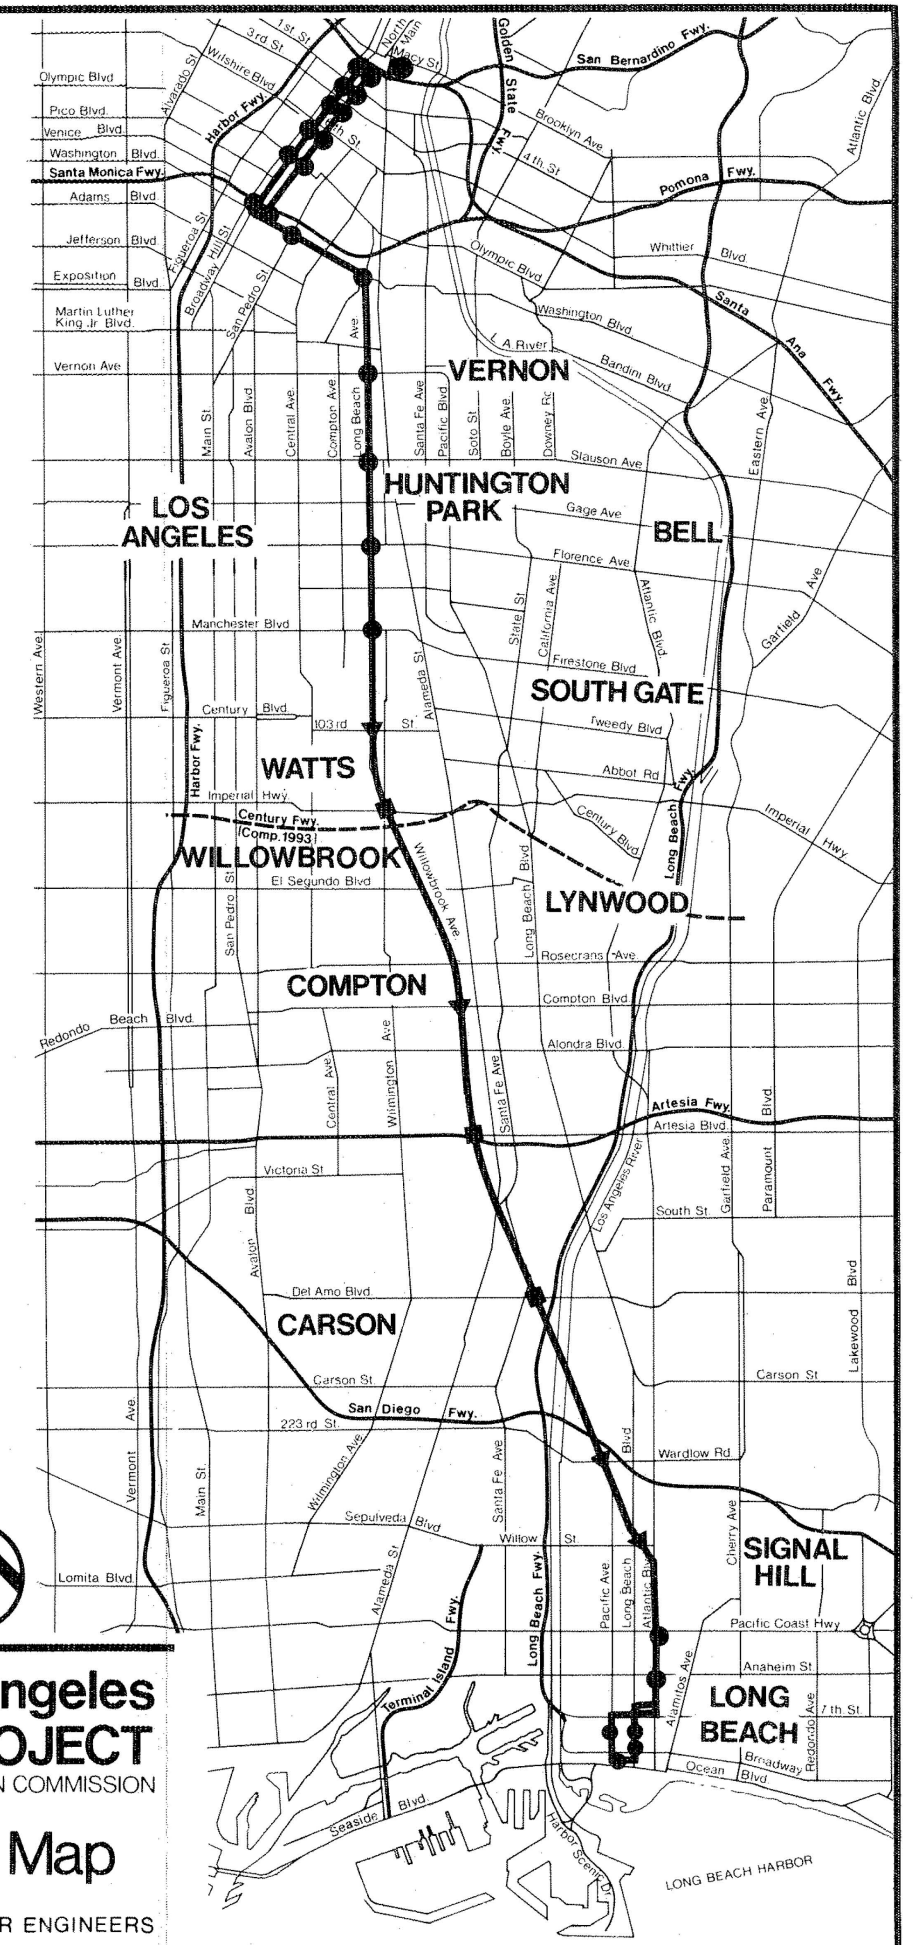 1st St.
3rd St.
Wilshire Blvd.
North
Main
Macy St
Golden
State
Fwy.
San Bernardino Fwy.
Olympic Blvd
Alvarado St
Harbor Fwy.
Pico Blvd.
Venice Blvd.
Washington Blvd.
Santa Monica Fwy.
Adams Blvd
Brooklyn Ave.
4th St.
Atlantic Blvd.
Pomona Fwy.
Jefferson Blvd
Exposition Blvd.
Figueroa St
Hill St
Broadway
San Pedro St
Olympic Blvd.
Whittier Blvd.
Martin Luther
King Jr Blvd.
Washington Blvd.
Santa Ana Fwy.
L.A. River
Bandini Blvd.
Vernon Ave
VERNON
Main St.
Avalon Blvd
Central Ave.
Compton Ave.
Long Beach Ave
Santa Fe Ave
Pacific Blvd.
Soto St
Boyle Ave.
Downey Rd
Eastern Ave.
Slauson Ave
HUNTINGTON
PARK
Gage Ave
LOS
ANGELES
BELL
Florence Ave.
State St
California Ave
Atlantic Blvd.
Garfield Ave
Manchester Blvd
Firestone Blvd
Western Ave.
Vermont Ave.
Figueroa St
Alameda St
SOUTH GATE
Century Blvd.
103rd St.
Tweedy Blvd
Harbor Fwy.
WATTS
Abbot Rd
Imperial Hwy
Century Fwy.
(Comp.1993)
Century Blvd.
Long Beach Fwy.
Imperial Hwy
WILLOWBROOK
El Segundo Blvd
Willowbrook Ave.
San Pedro St
Long Beach Blvd
LYNWOOD
Rosecrans Ave.
COMPTON
Compton Blvd.
Redondo Beach Blvd.
Alondra Blvd.
Central Ave.
Wilmington Ave
Santa Fe Ave
Artesia Fwy.
Artesia Blvd.
Paramount Blvd.
Garfield Ave.
Victoria St
Los Angeles River
South St.
Avalon Blvd
Del Amo Blvd.
CARSON
Lakewood Blvd
Carson St.
Carson St
San Diego Fwy.
223 rd St.
Wardlow Rd.
Vermont Ave.
Main St.
Wilmington Ave.
Santa Fe Ave
Sepulveda Blvd
Willow St.
Cherry Ave
SIGNAL
HILL
Lomita Blvd.
Alameda St
Long Beach Fwy.
Pacific Ave
Long Beach Blvd
Atlantic Blvd
Pacific Coast Hwy
Anaheim St
Terminal Island Fwy.
Alamitos Ave
LONG
BEACH
7 th St.
Redondo Ave
Broadway
Ocean Blvd.
Seaside Blvd.
Harbor Scenic Dr
LONG BEACH HARBOR
ngeles
OJECT
N COMMISSION
Map
R ENGINEERS